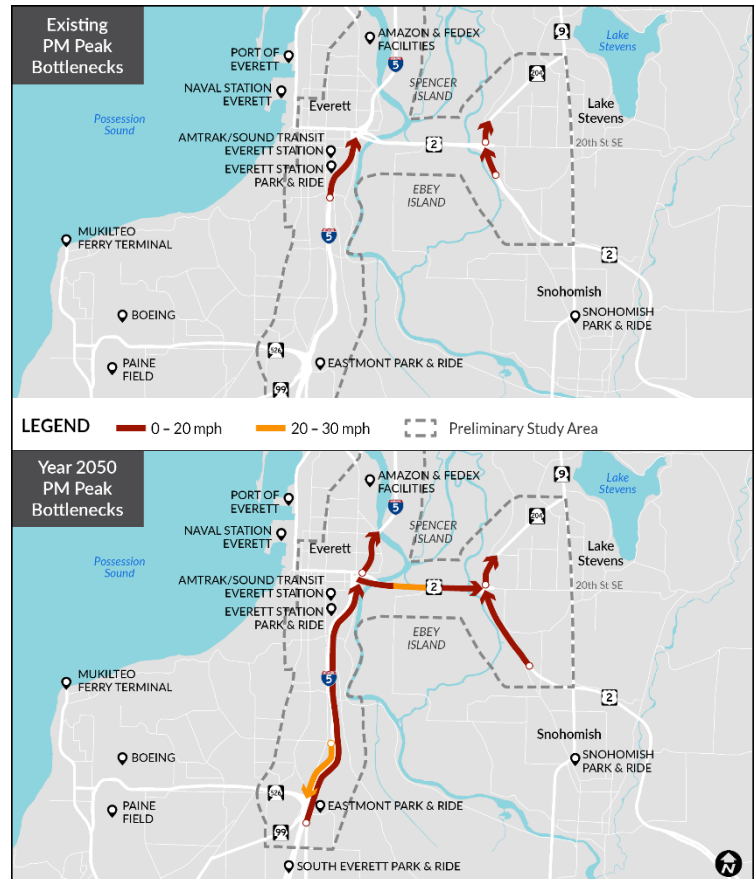 Existing
PM Peak
Bottlenecks
AMAZON & FEDEX
FACILITIES
9
Lake
Stevens
PORT OF
EVERETT
5
204
SPENCER
ISLAND
NAVAL STATION
EVERETT
Everett
Lake
Stevens
Possession
Sound
AMTRAK/SOUND TRANSIT
EVERETT STATION
2
20th St SE
EVERETT STATION
PARK & RIDE
EBEY
ISLAND
MUKILTEO
FERRY TERMINAL
5
2
Snohomish
BOEING
SNOHOMISH
PARK & RIDE
526
PAINE
FIELD
EASTMONT PARK & RIDE
99
LEGEND
0 – 20 mph
20 – 30 mph
Preliminary Study Area
Year 2050
PM Peak
Bottlenecks
AMAZON & FEDEX
FACILITIES
9
Lake
Stevens
PORT OF
EVERETT
5
204
SPENCER
ISLAND
NAVAL STATION
EVERETT
Everett
Lake
Stevens
Possession
Sound
AMTRAK/SOUND TRANSIT
EVERETT STATION
2
20th St SE
EVERETT STATION
PARK & RIDE
EBEY
ISLAND
MUKILTEO
FERRY TERMINAL
5
2
Snohomish
BOEING
SNOHOMISH
PARK & RIDE
526
PAINE
FIELD
EASTMONT PARK & RIDE
99
SOUTH EVERETT PARK & RIDE
N